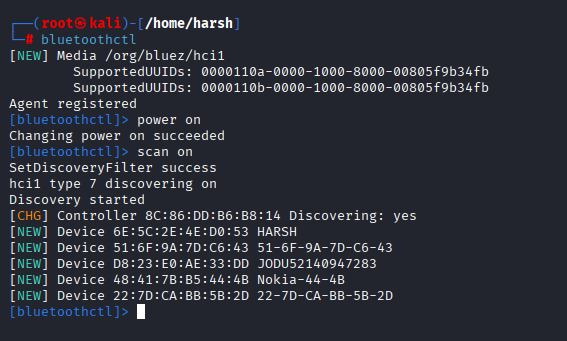 ┌──(root㉿kali)-[/home/harsh]
└─# bluetoothctl
[NEW] Media /org/bluez/hci1
        SupportedUUIDs: 0000110a-0000-1000-8000-00805f9b34fb
        SupportedUUIDs: 0000110b-0000-1000-8000-00805f9b34fb
Agent registered
[bluetoothctl]> power on
Changing power on succeeded
[bluetoothctl]> scan on
SetDiscoveryFilter success
hci1 type 7 discovering on
Discovery started
[CHG] Controller 8C:86:DD:B6:B8:14 Discovering: yes
[NEW] Device 6E:5C:2E:4E:D0:53 HARSH
[NEW] Device 51:6F:9A:7D:C6:43 51-6F-9A-7D-C6-43
[NEW] Device D8:23:E0:AE:33:DD JODU52140947283
[NEW] Device 48:41:7B:B5:44:4B Nokia-44-4B
[NEW] Device 22:7D:CA:BB:5B:2D 22-7D-CA-BB-5B-2D
[bluetoothctl]>